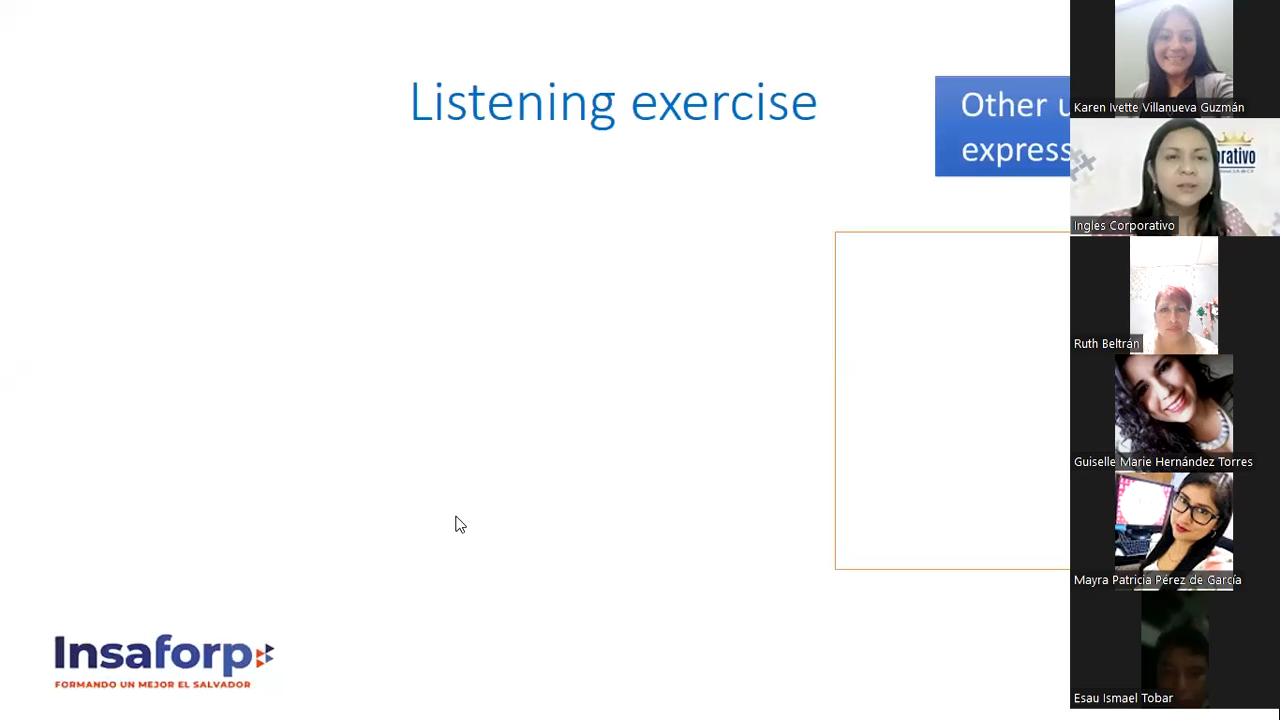 Listening exercise
Other
Insaforp
FORMANDO UN MEJOR EL SALVADOR
Karen Ivette Villanueva Guzmán
Ingles Corporativo
Ruth Beltrán
Guiselle Marie Hernández Torres
Mayra Patricia Pérez de García
Esau Ismael Tobar